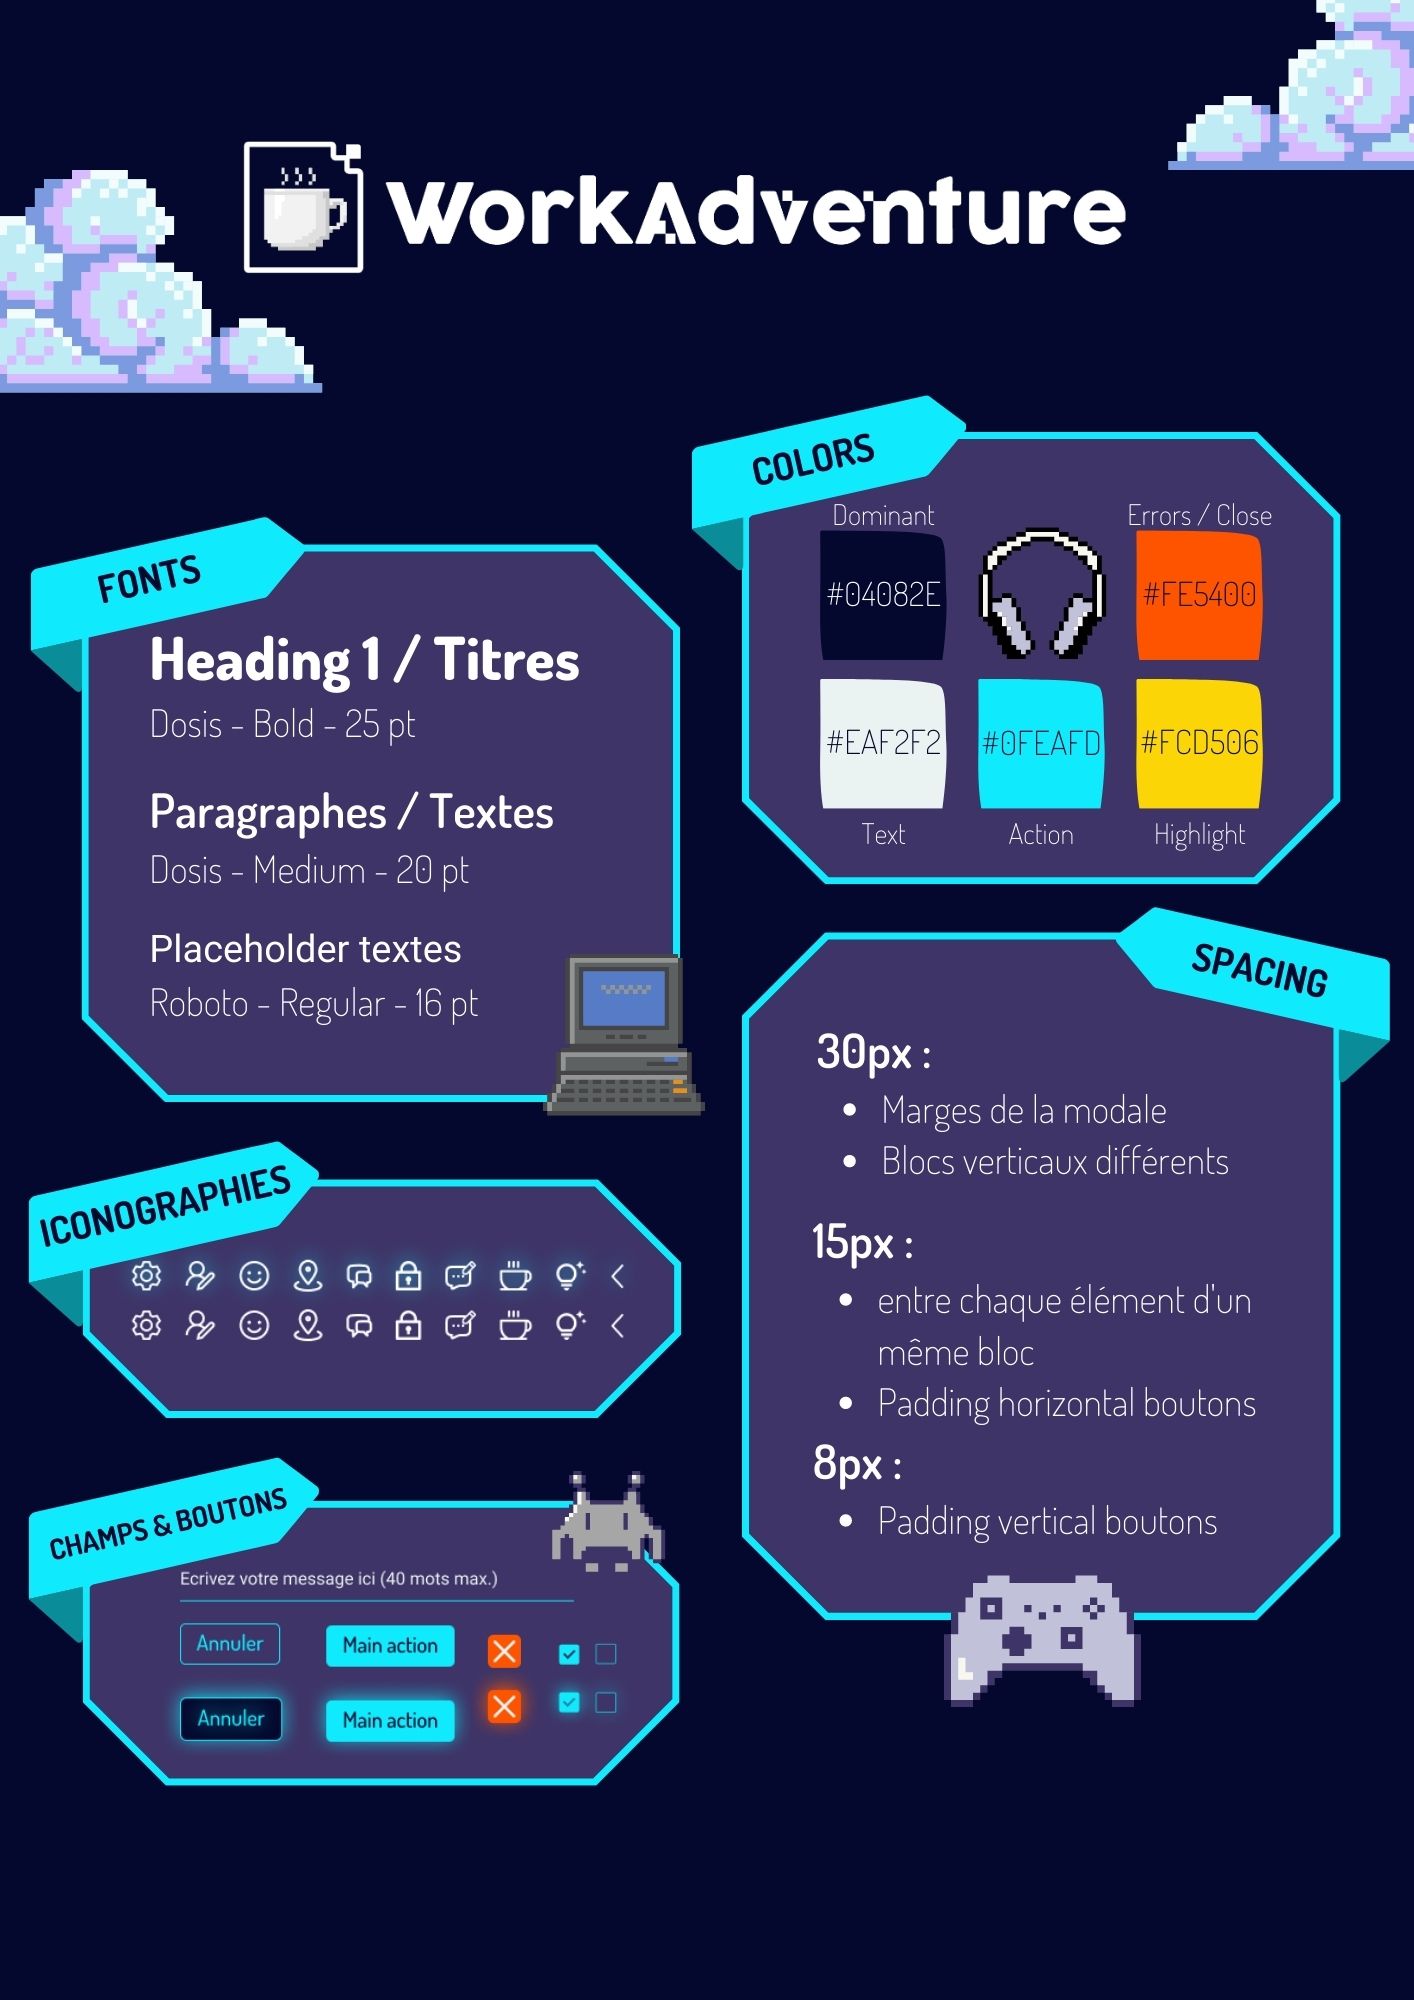 WorkAdventure
FONTS
Heading 1 / Titres
Dosis - Bold - 25 pt
Paragraphes / Textes
Dosis - Medium - 20 pt
Placeholder textes
Roboto - Regular - 16 pt
COLORS
Dominant
Errors / Close
#04082E
#FE5400
#EAF2F2
#0FEAFD
#FCD506
Text
Action
Highlight
SPACING
30px :
• Marges de la modale
• Blocs verticaux différents
15px :
• entre chaque élément d'un
même bloc
• Padding horizontal boutons
8px :
• Padding vertical boutons
ICONOGRAPHIES
CHAMPS & BOUTONS
Ecrivez votre message ici (40 mots max.)
Annuler
Main action
Annuler
Main action